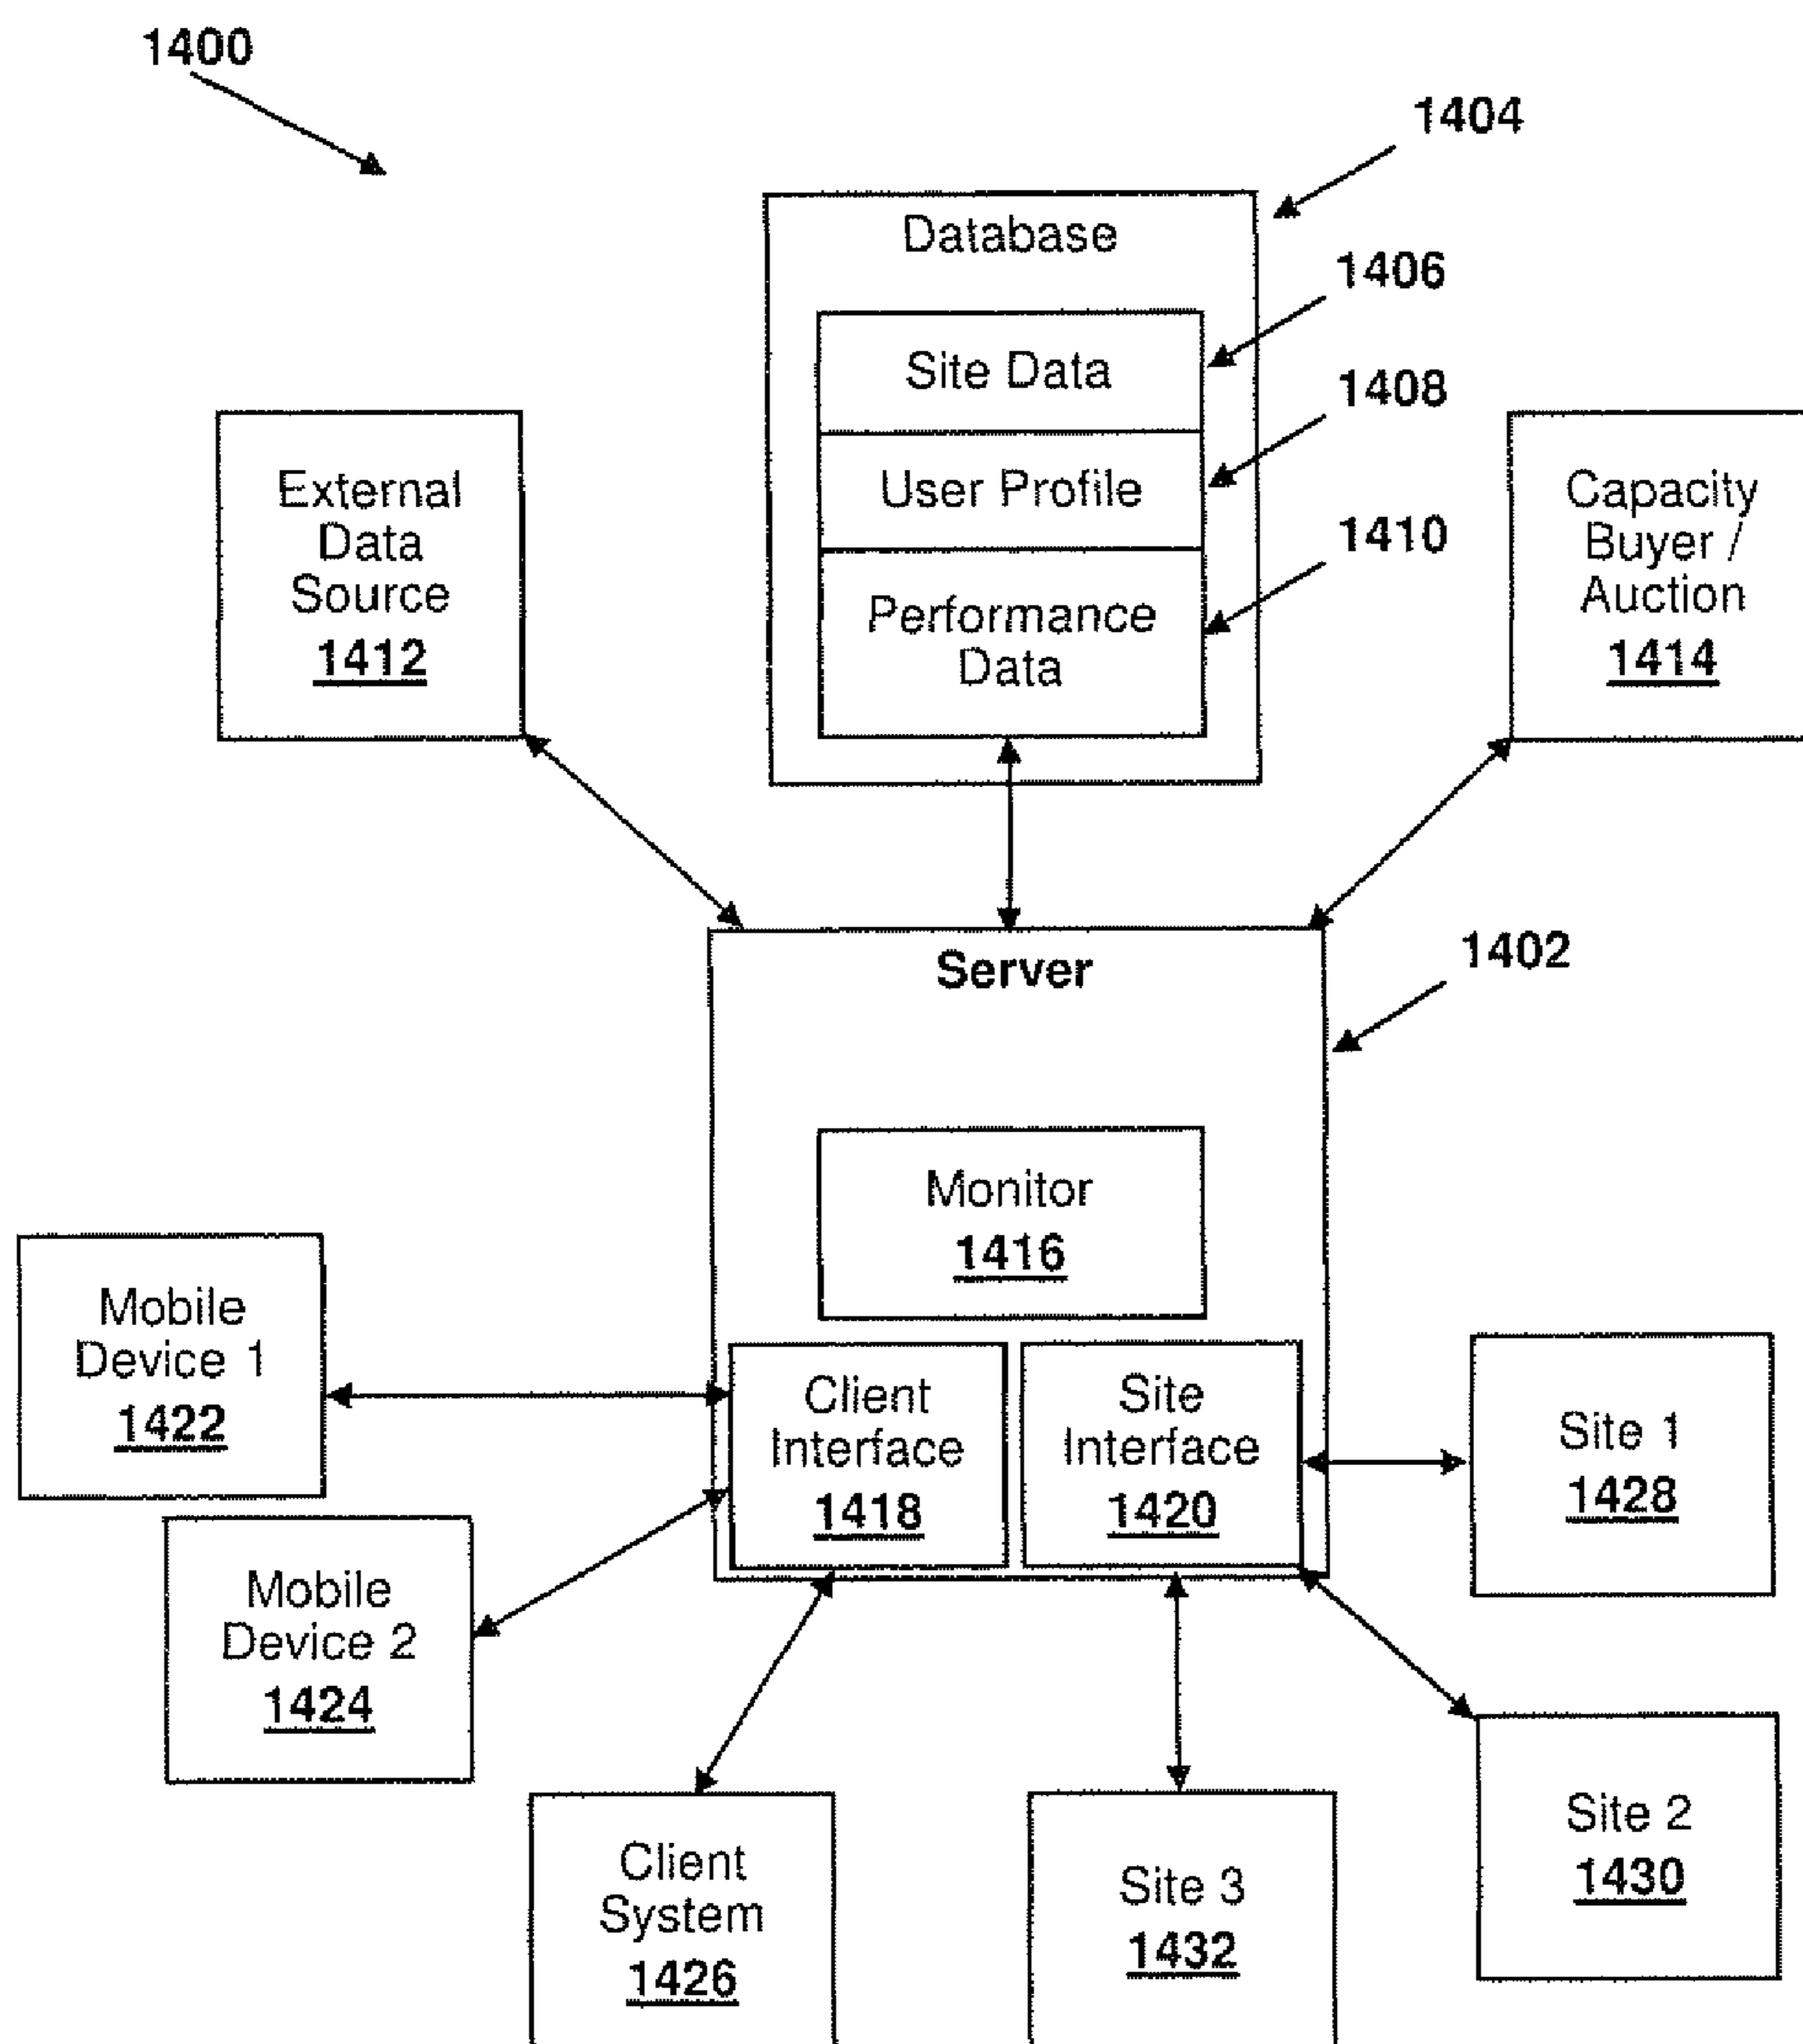 1400
1404
Database
1406
Site Data
1408
User Profile
1410
Performance
Data
External
Data
Source
1412
Capacity
Buyer /
Auction
1414
Server
1402
Monitor
1416
Mobile
Device 1
1422
Client
Interface
1418
Site
Interface
1420
Site 1
1428
Mobile
Device 2
1424
Client
System
1426
Site 3
1432
Site 2
1430